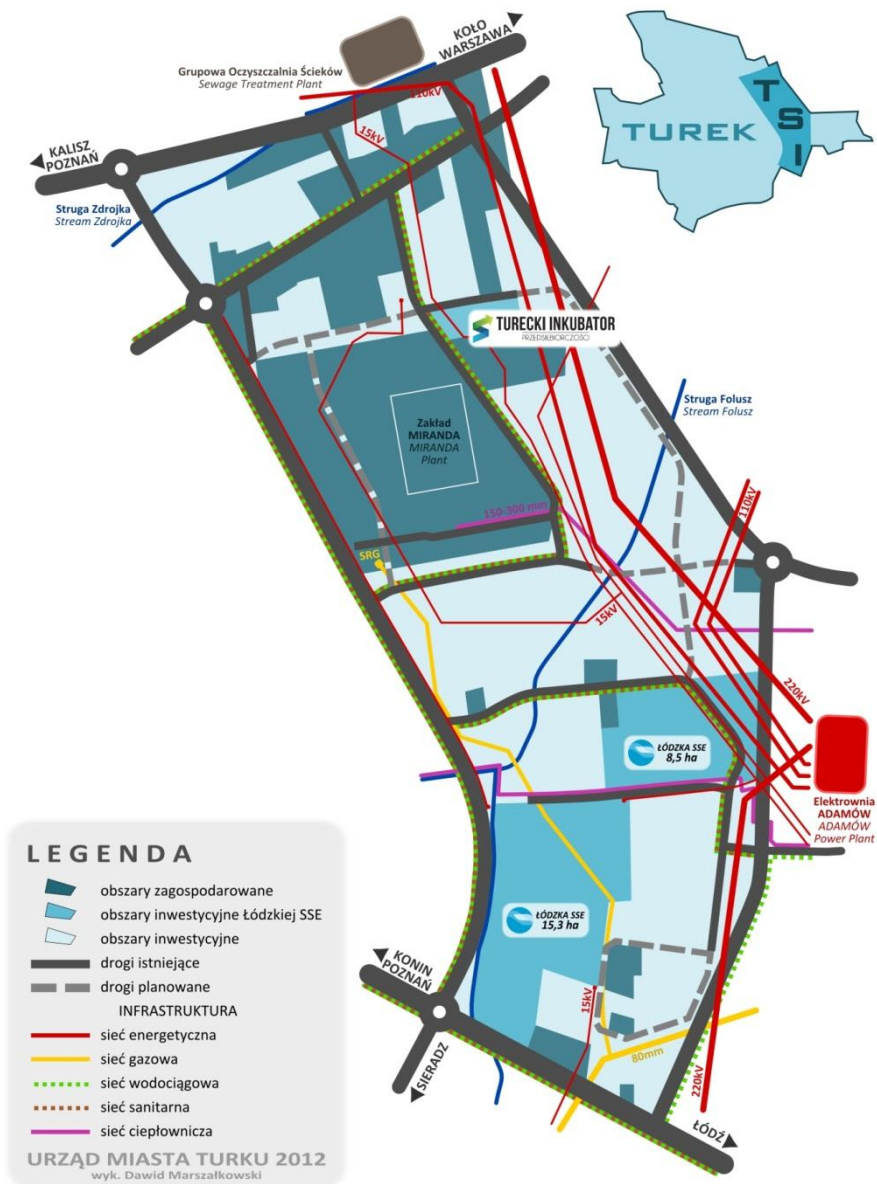 KOŁO
WARSZAWA
Grupowa Oczyszczalnia Ścieków
Sewage Treatment Plant
110kV
15kV
KALISZ
POZNAŃ
Struga Zdrojka
Stream Zdrojka
TUREK
TSI
TURECKI INKUBATOR
PRZEDSIĘBIORCZOŚCI
Struga Folusz
Stream Folusz
Zakład
MIRANDA
MIRANDA
Plant
150-300 mm
110kV
SRG
15kV
220kV
ŁÓDZKA SSE
8,5 ha
Elektrownia
ADAMÓW
ADAMÓW
Power Plant
ŁÓDZKA SSE
15,3 ha
KONIN
POZNAŃ
15kV
80mm
SIERADZ
220kV
ŁÓDŹ
LEGENDA
obszary zagospodarowane
obszary inwestycyjne Łódzkiej SSE
obszary inwestycyjne
drogi istniejące
drogi planowane
INFRASTRUKTURA
sieć energetyczna
sieć gazowa
sieć wodociągowa
sieć sanitarna
sieć ciepłownicza
URZĄD MIASTA TURKU 2012
wyk. Dawid Marszałkowski